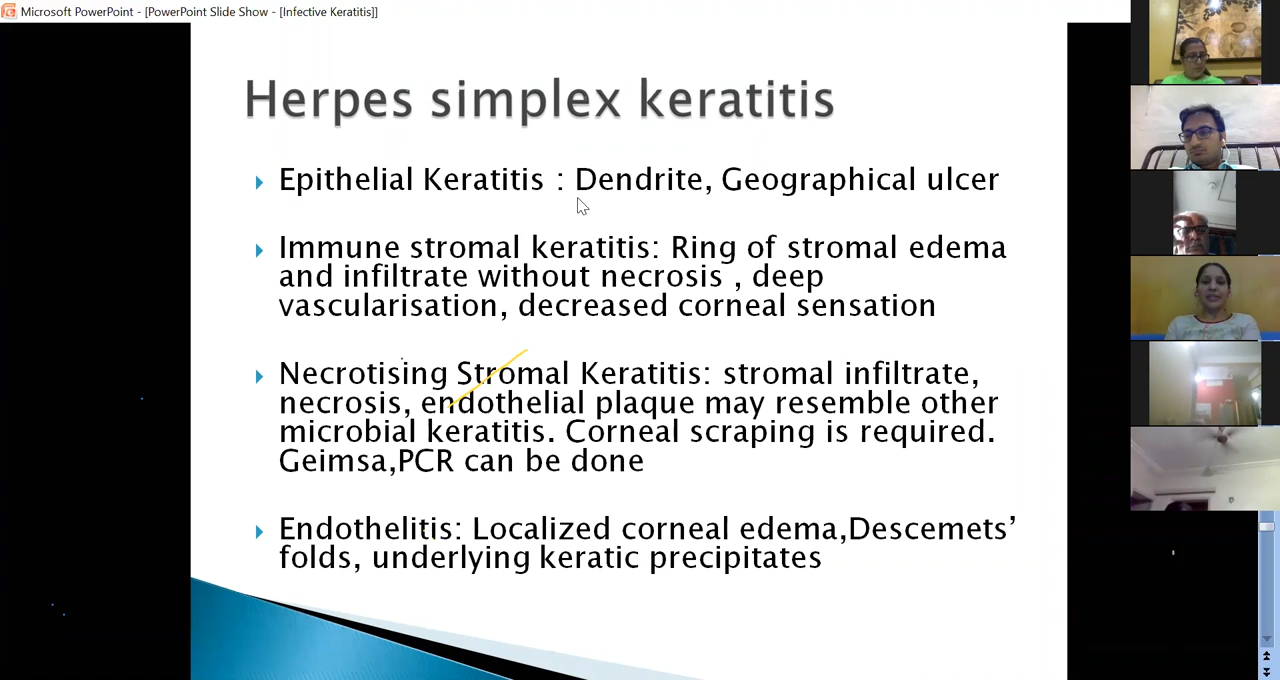 Microsoft PowerPoint - [PowerPoint Slide Show - [Infective Keratitis]]
Herpes simplex keratitis
Epithelial Keratitis : Dendrite, Geographical ulcer
Immune stromal keratitis: Ring of stromal edema
and infiltrate without necrosis , deep
vascularisation, decreased corneal sensation
Necrotising Stromal Keratitis: stromal infiltrate,
necrosis, endothelial plaque may resemble other
microbial keratitis. Corneal scraping is required.
Geimsa,PCR can be done
Endothelitis: Localized corneal edema,Descemets’
folds, underlying keratic precipitates